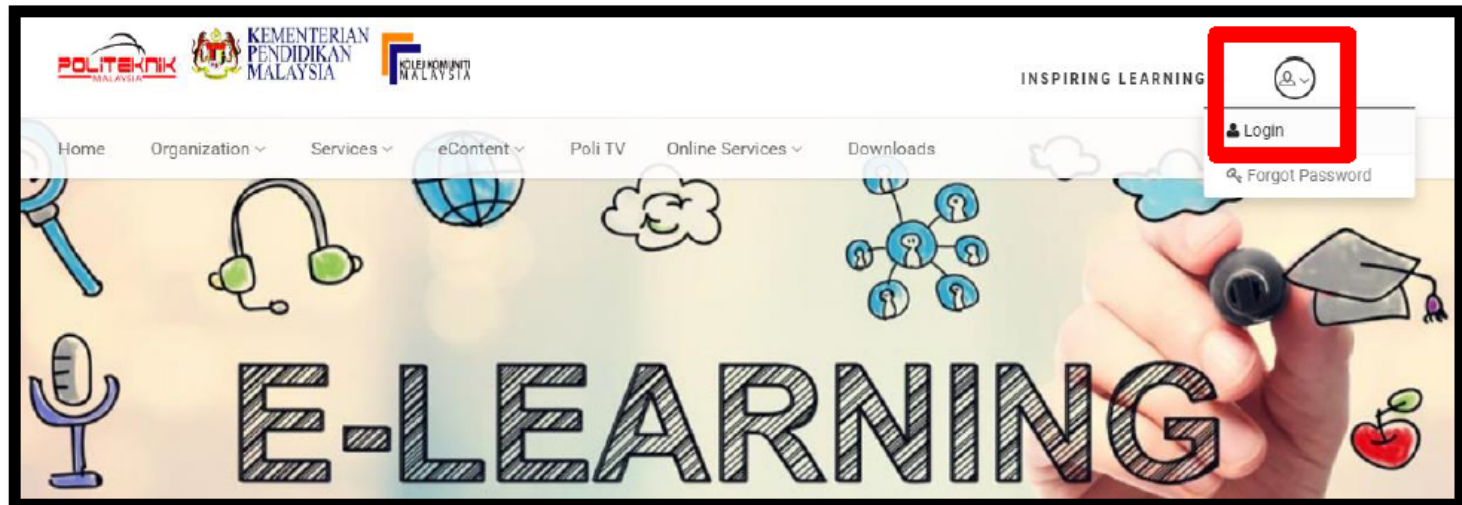 POLITEKNIK
MALAYSIA
KEMENTERIAN
PENDIDIKAN
MALAYSIA
KOLEJ KOMUNITI
MALAYSIA
INSPIRING LEARNING
Login
Forgot Password
Home Organization Services eContent Poli TV Online Services Downloads
E-LEARNING